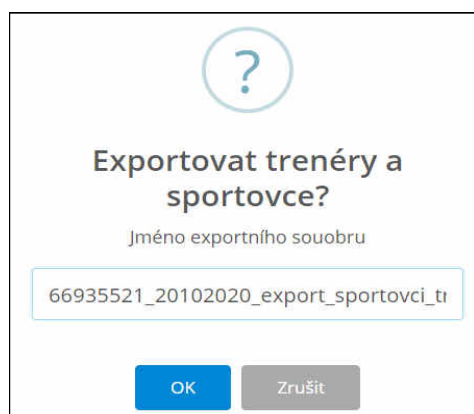 ?
Exportovat trenéry a
sportovce?
Jméno exportního souobru
66935521_20102020_export_sportovci_tr
OK
Zrušit